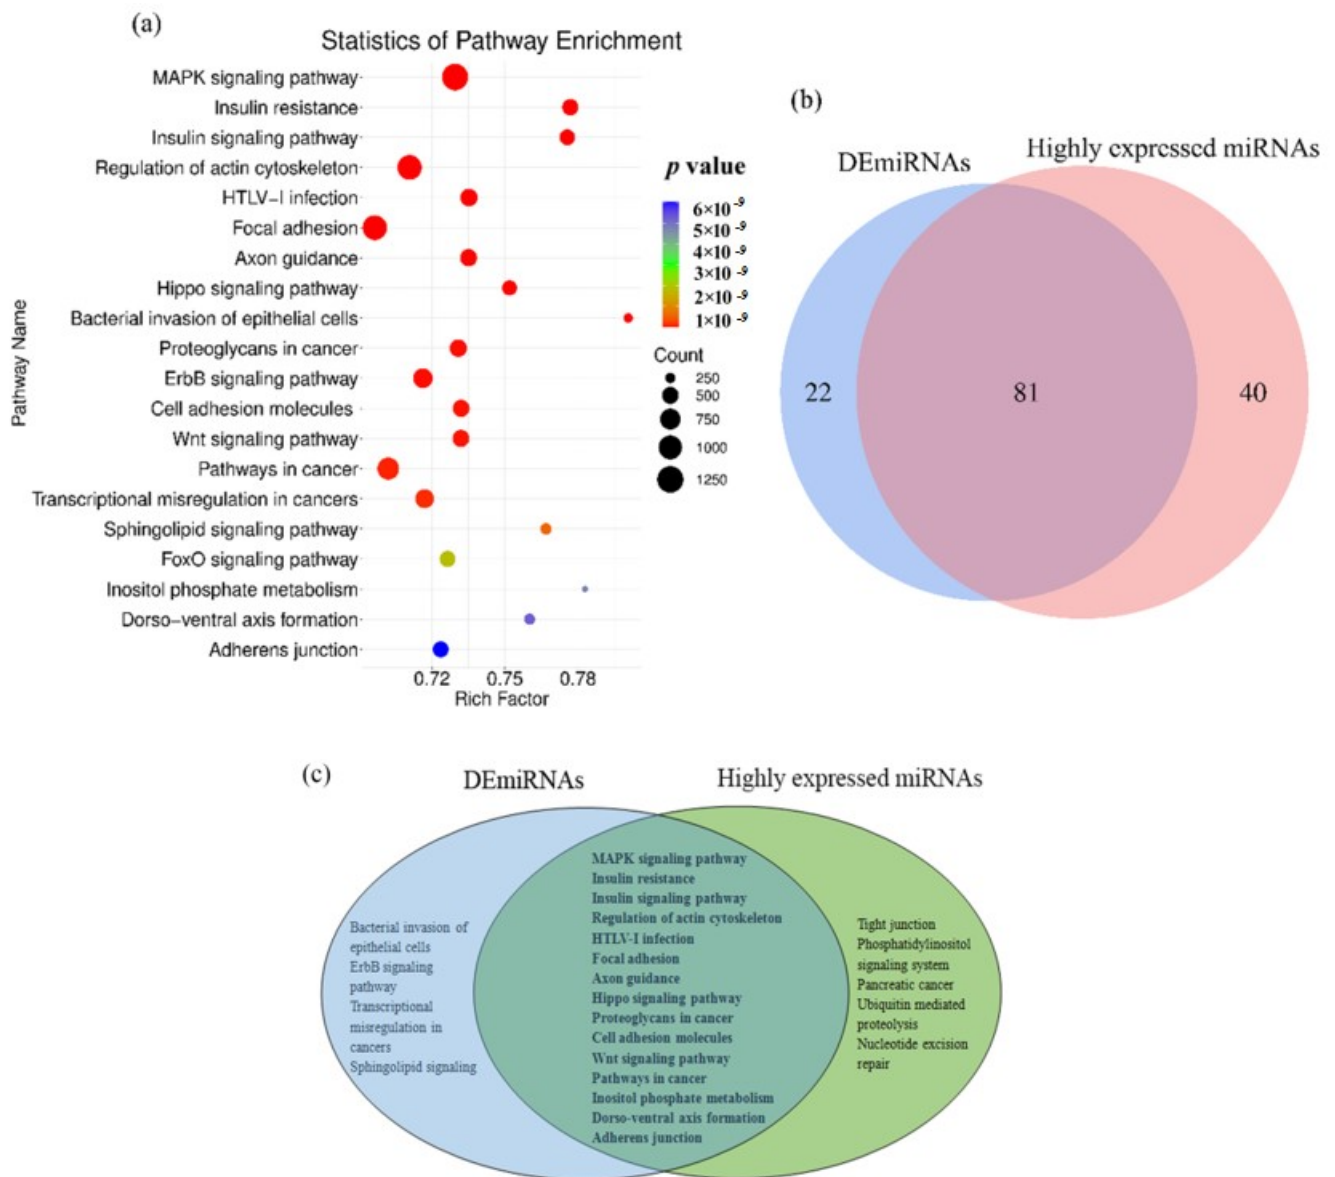 (a)
Statistics of Pathway Enrichment
Pathway Name
MAPK signaling pathway
Insulin resistance
Insulin signaling pathway
Regulation of actin cytoskeleton
HTLV-I infection
Focal adhesion
Axon guidance
Hippo signaling pathway
Bacterial invasion of epithelial cells
Proteoglycans in cancer
ErbB signaling pathway
Cell adhesion molecules
Wnt signaling pathway
Pathways in cancer
Transcriptional misregulation in cancers
Sphingolipid signaling pathway
FoxO signaling pathway
Inositol phosphate metabolism
Dorso-ventral axis formation
Adherens junction
0.72 0.75 0.78
Rich Factor
p value
6×10 -9
5×10 -9
4×10 -9
3×10 -9
2×10 -9
1×10 -9
Count
250
500
750
1000
1250
(b)
DEmiRNAs
Highly expressed miRNAs
22
81
40
(c)
DEmiRNAs
Highly expressed miRNAs
Bacterial invasion of
epithelial cells
ErbB signaling
pathway
Transcriptional
misregulation in
cancers
Sphingolipid signaling
MAPK signaling pathway
Insulin resistance
Insulin signaling pathway
Regulation of actin cytoskeleton
HTLV-I infection
Focal adhesion
Axon guidance
Hippo signaling pathway
Proteoglycans in cancer
Cell adhesion molecules
Wnt signaling pathway
Pathways in cancer
Inositol phosphate metabolism
Dorso-ventral axis formation
Adherens junction
Tight junction
Phosphatidylinositol
signaling system
Pancreatic cancer
Ubiquitin mediated
proteolysis
Nucleotide excision
repair